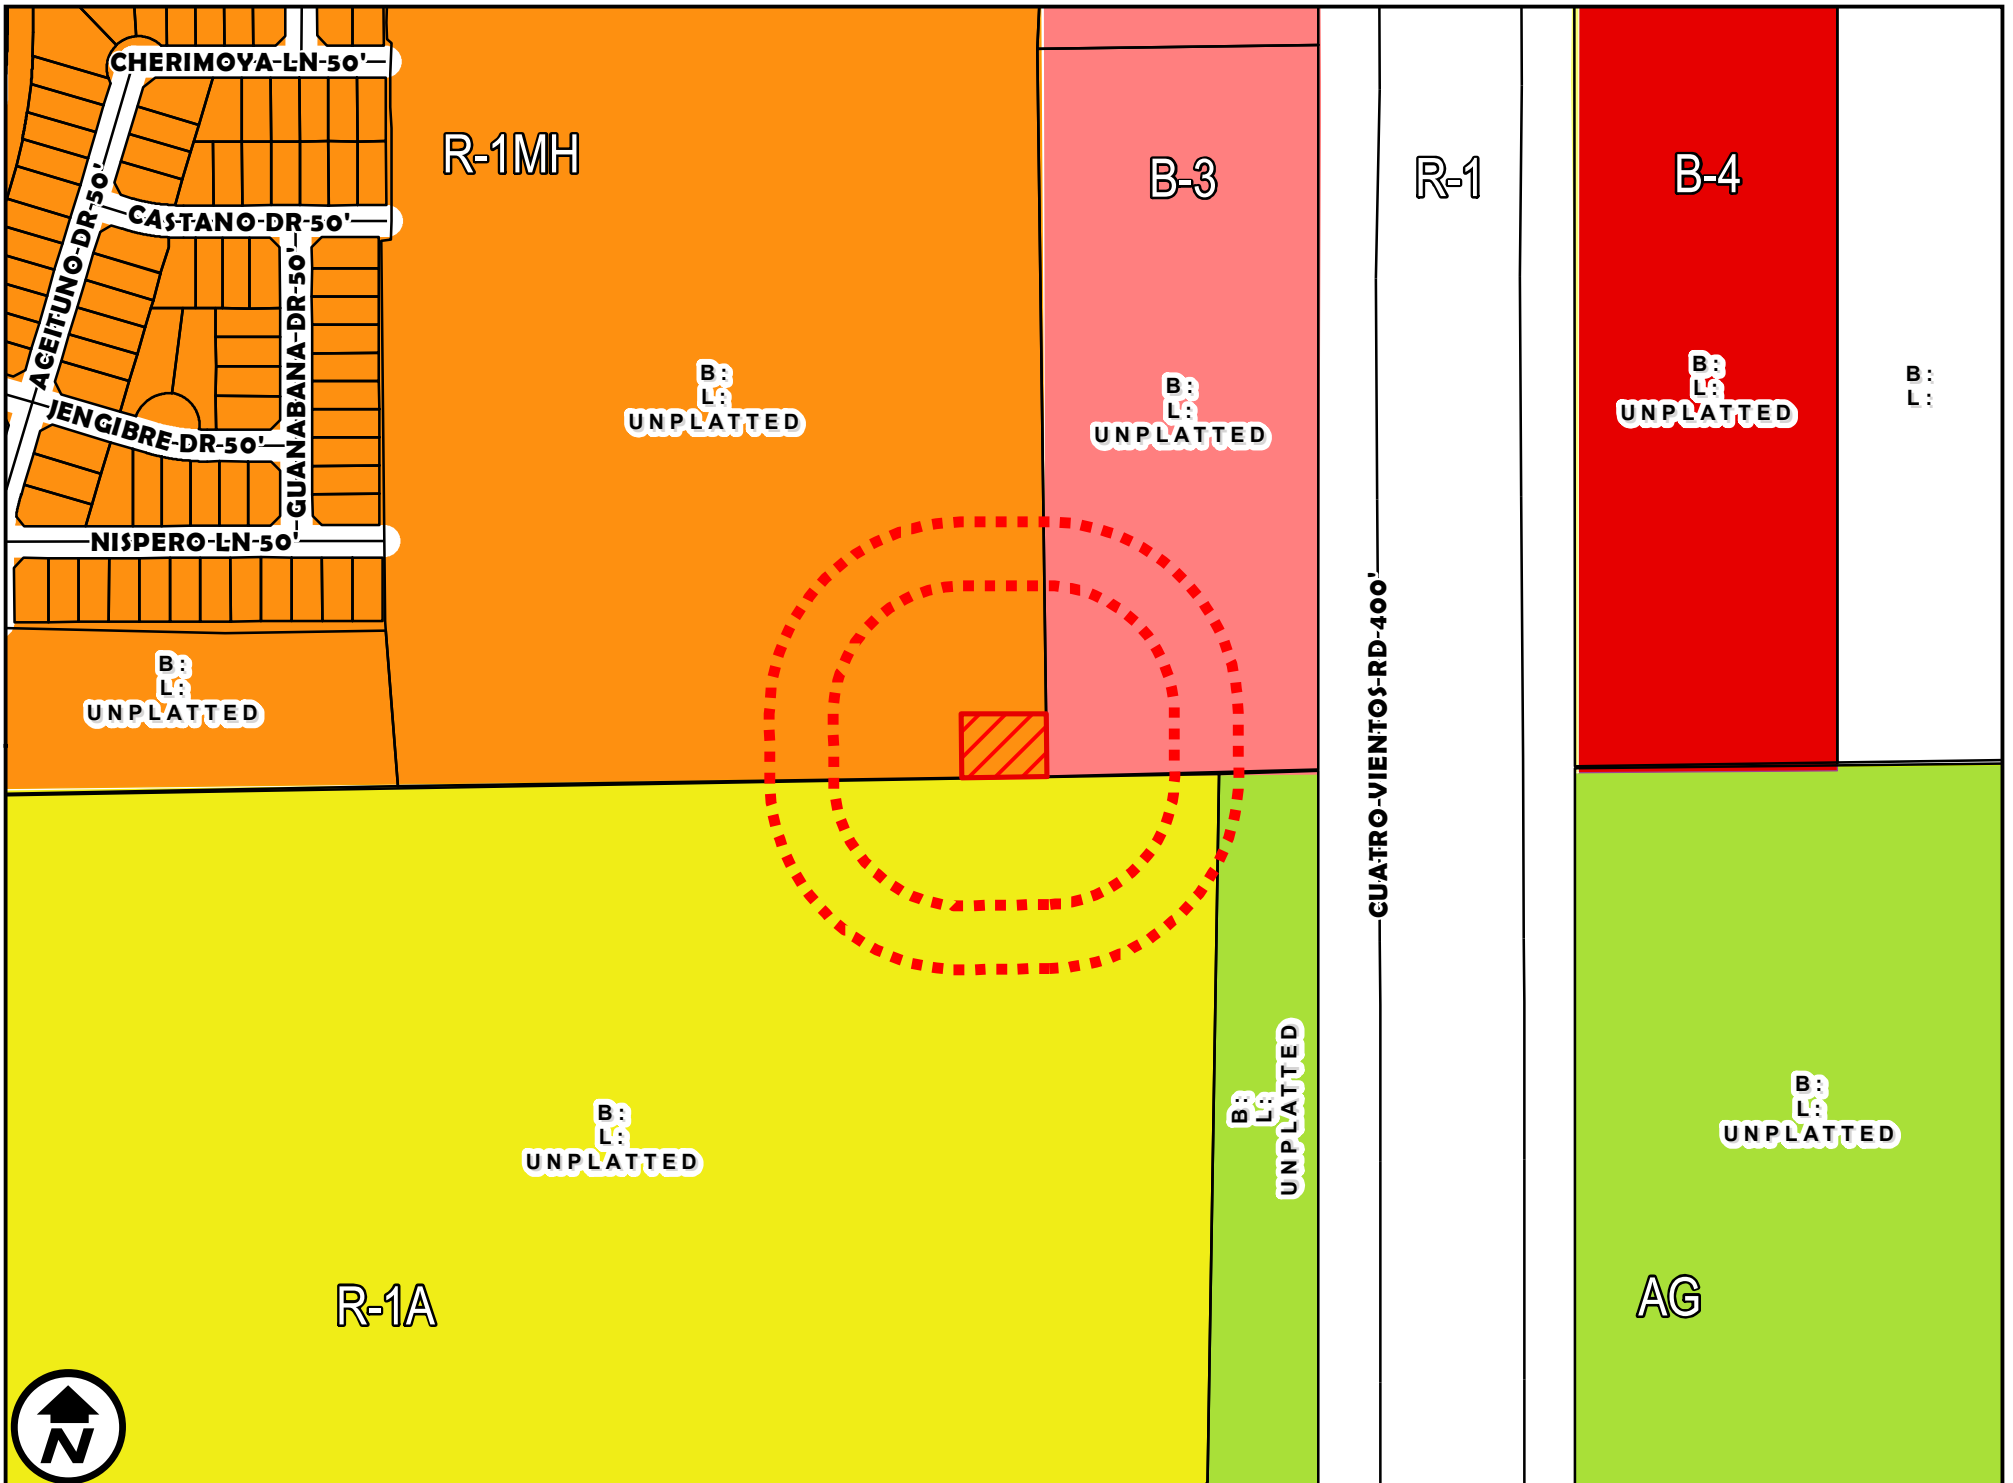 CHERIMOYA-LN-50'
R-1MH
B-3
R-1
B-4
ACEITUNO-DR-50'
CASTANO-DR-50'
GUANABANA-DR-50'
JENGIBRE-DR-50'
NISPERO-LN-50'
B:
L:
UNPLATTED
B:
L:
UNPLATTED
B:
L:
UNPLATTED
B:
L:
B:
L:
UNPLATTED
CUATRO-VIENTOS-RD-400'
B:
L:
UNPLATTED
B:
L:
UNPLATTED
B:
L:
UNPLATTED
R-1A
AG
N